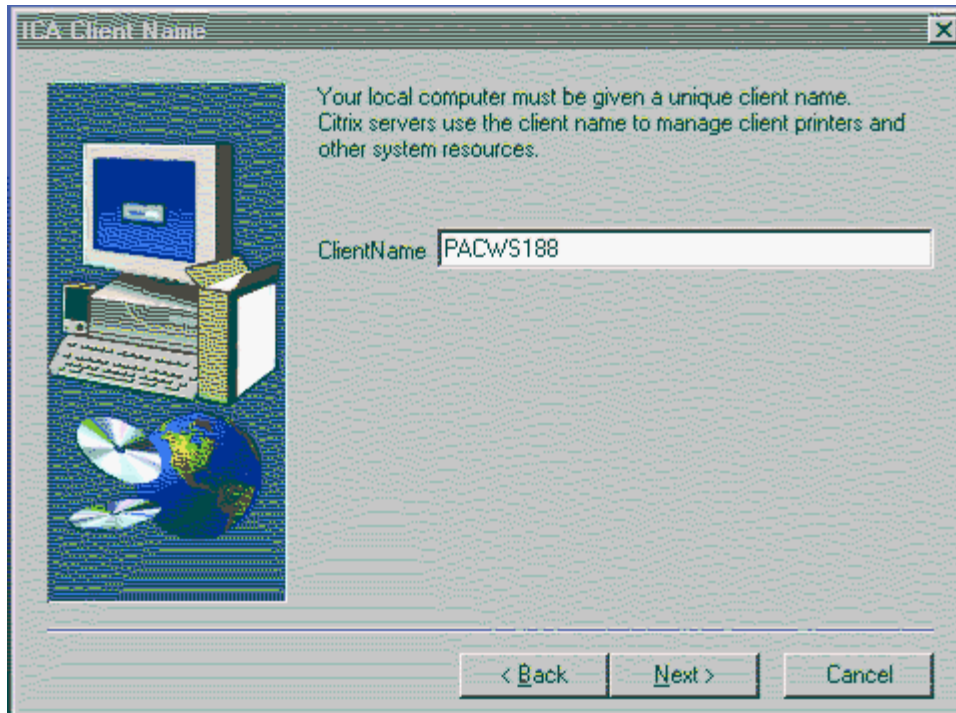 ICA Client Name
Your local computer must be given a unique client name.
Citrix servers use the client name to manage client printers and
other system resources.
ClientName PACWS188
< Back Next > Cancel